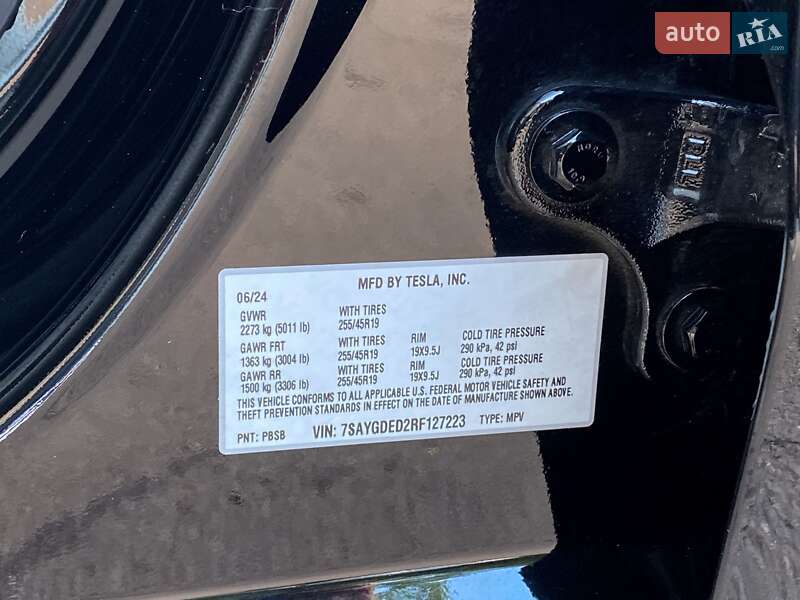 auto RIA
.com
MFD BY TESLA, INC.
06/24
GVWR WITH TIRES
2273 kg (5011 lb) 255/45R19
GAWR FRT WITH TIRES RIM COLD TIRE PRESSURE
1363 kg (3004 lb) 255/45R19 19X9.5J 290 kPa, 42 psi
GAWR RR WITH TIRES RIM COLD TIRE PRESSURE
1500 kg (3306 lb) 255/45R19 19X9.5J 290 kPa, 42 psi
THIS VEHICLE CONFORMS TO ALL APPLICABLE U.S. FEDERAL MOTOR VEHICLE SAFETY AND
THEFT PREVENTION STANDARDS IN EFFECT ON THE DATE OF MANUFACTURE SHOWN ABOVE.
PNT: PBSB VIN: 7SAYGDED2RF127223 TYPE: MPV